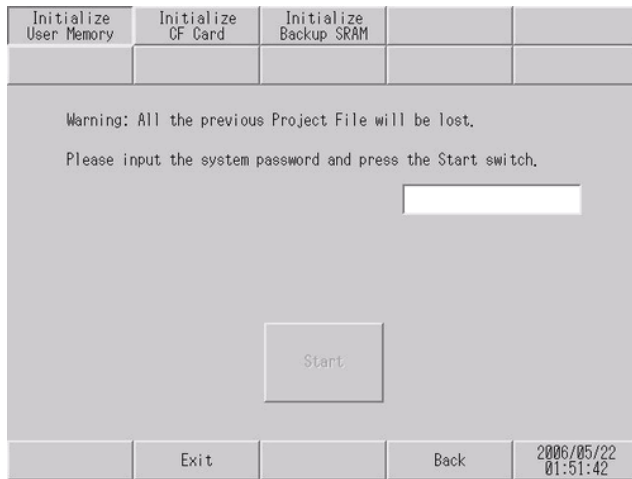 Initialize
User Memory
Initialize
CF Card
Initialize
Backup SRAM
Warning: All the previous Project File will be lost.
Please input the system password and press the Start switch.
Start
Exit
Back
2006/05/22
01:51:42